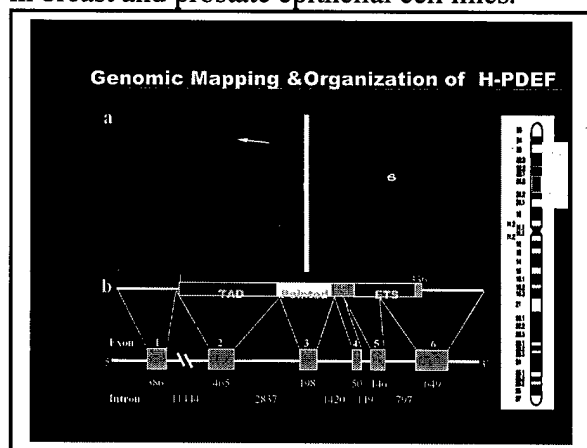 in breast and prostate epithelial cell lines.
Genomic Mapping &Organization of H-PDEF
a
6
b
TAD Pointed ETS
Exon 1 2 3 4 5 6
5' 3'
386 465 198 50 146 649
Intron 2837 1420 119 797